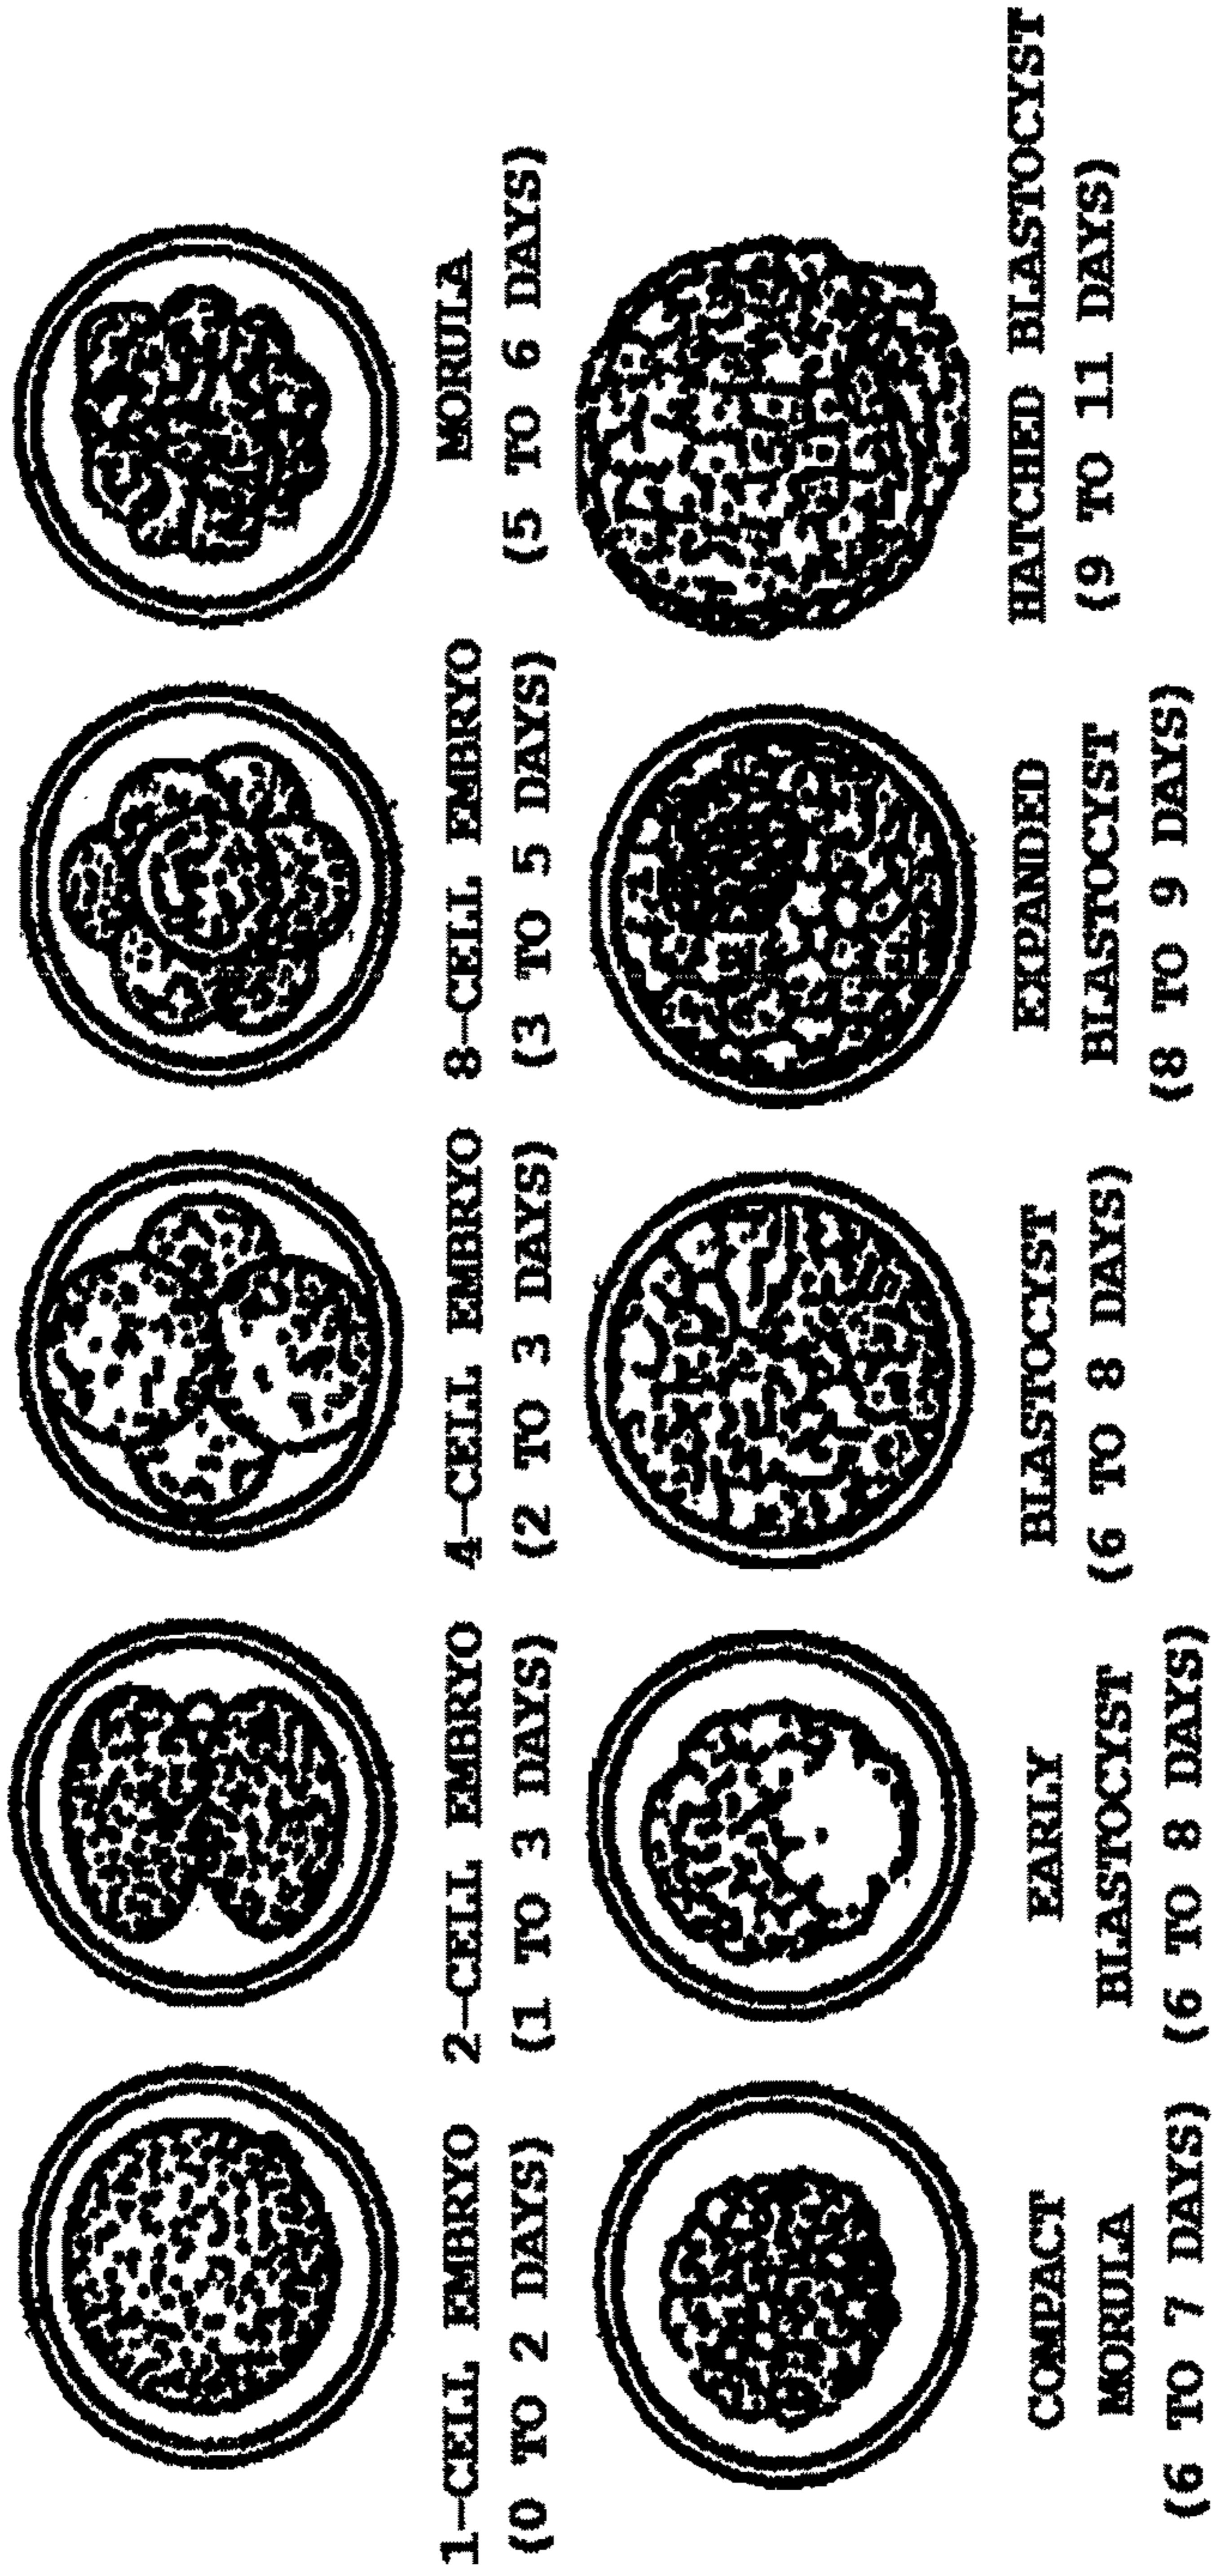 1-CELL EMBRYO
(0 TO 2 DAYS)
2-CELL EMBRYO
(1 TO 3 DAYS)
4-CELL EMBRYO
(2 TO 3 DAYS)
8-CELL EMBRYO
(3 TO 5 DAYS)
MORULA
(5 TO 6 DAYS)
COMPACT
MORULA
(6 TO 7 DAYS)
EARLY
BLASTOCYST
(6 TO 8 DAYS)
BLASTOCYST
(6 TO 8 DAYS)
EXPANDED
BLASTOCYST
(8 TO 9 DAYS)
HATCHED BLASTOCYST
(9 TO 11 DAYS)